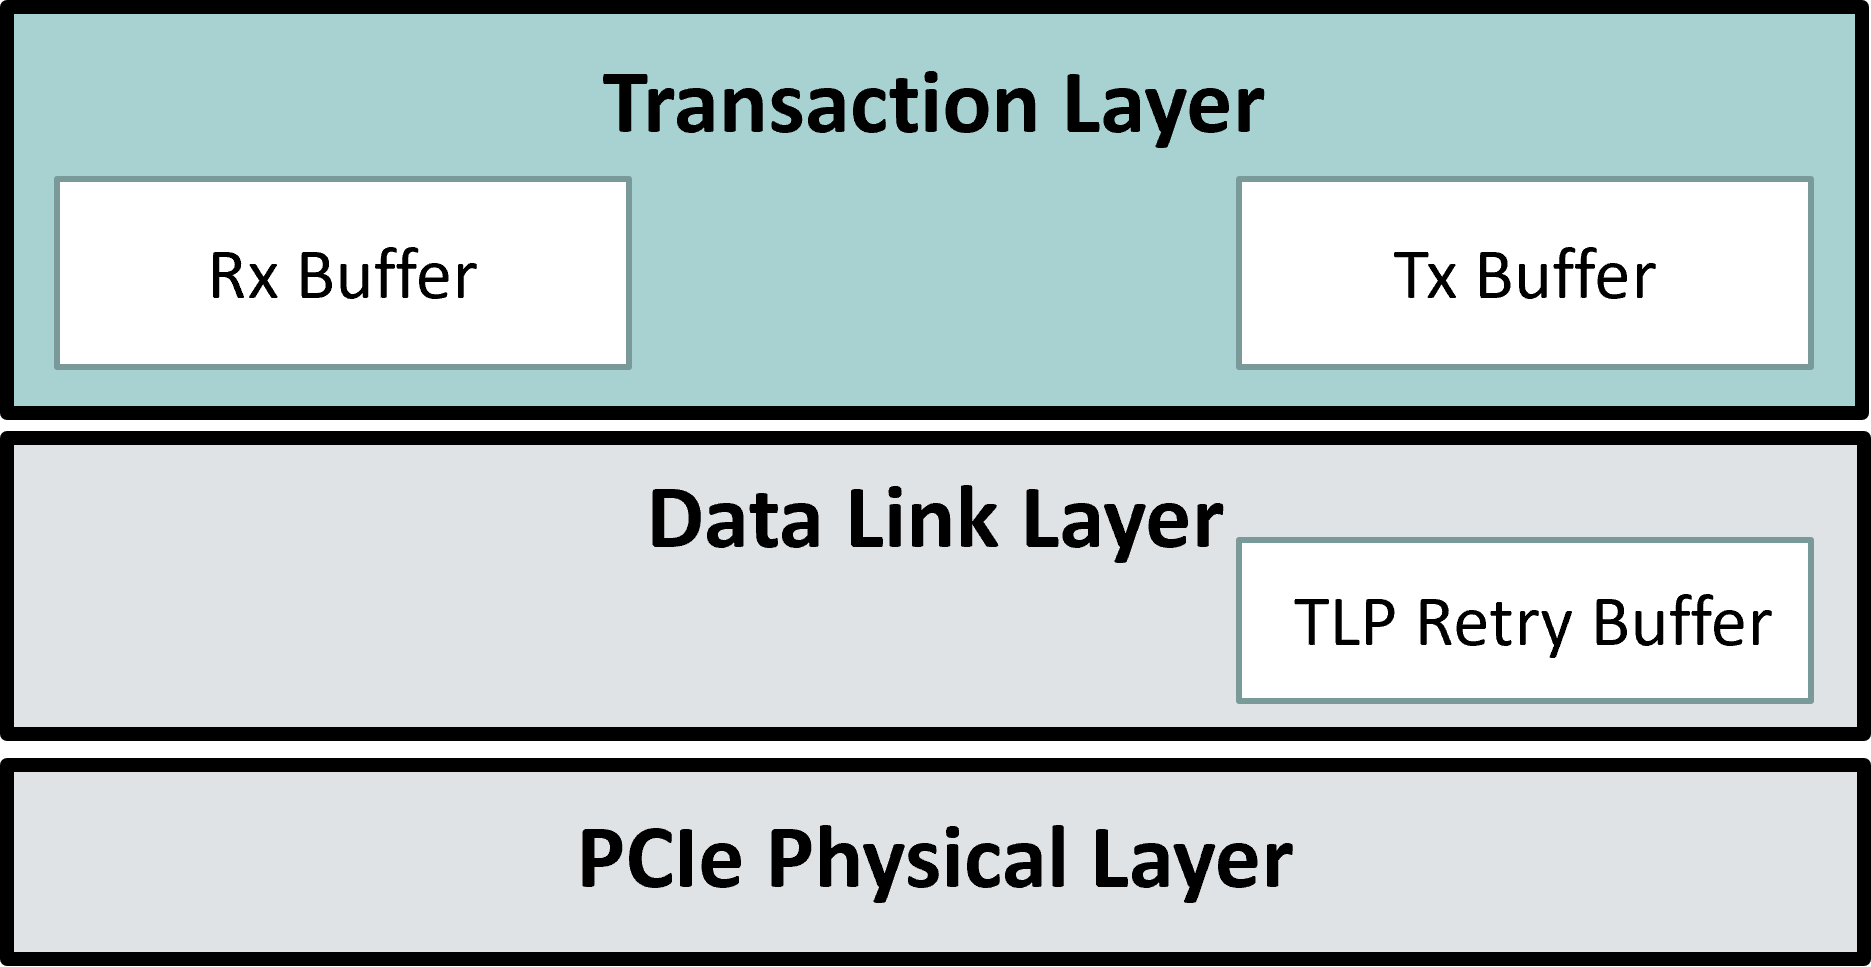 Transaction Layer
Rx Buffer
Tx Buffer
Data Link Layer
TLP Retry Buffer
PCIe Physical Layer